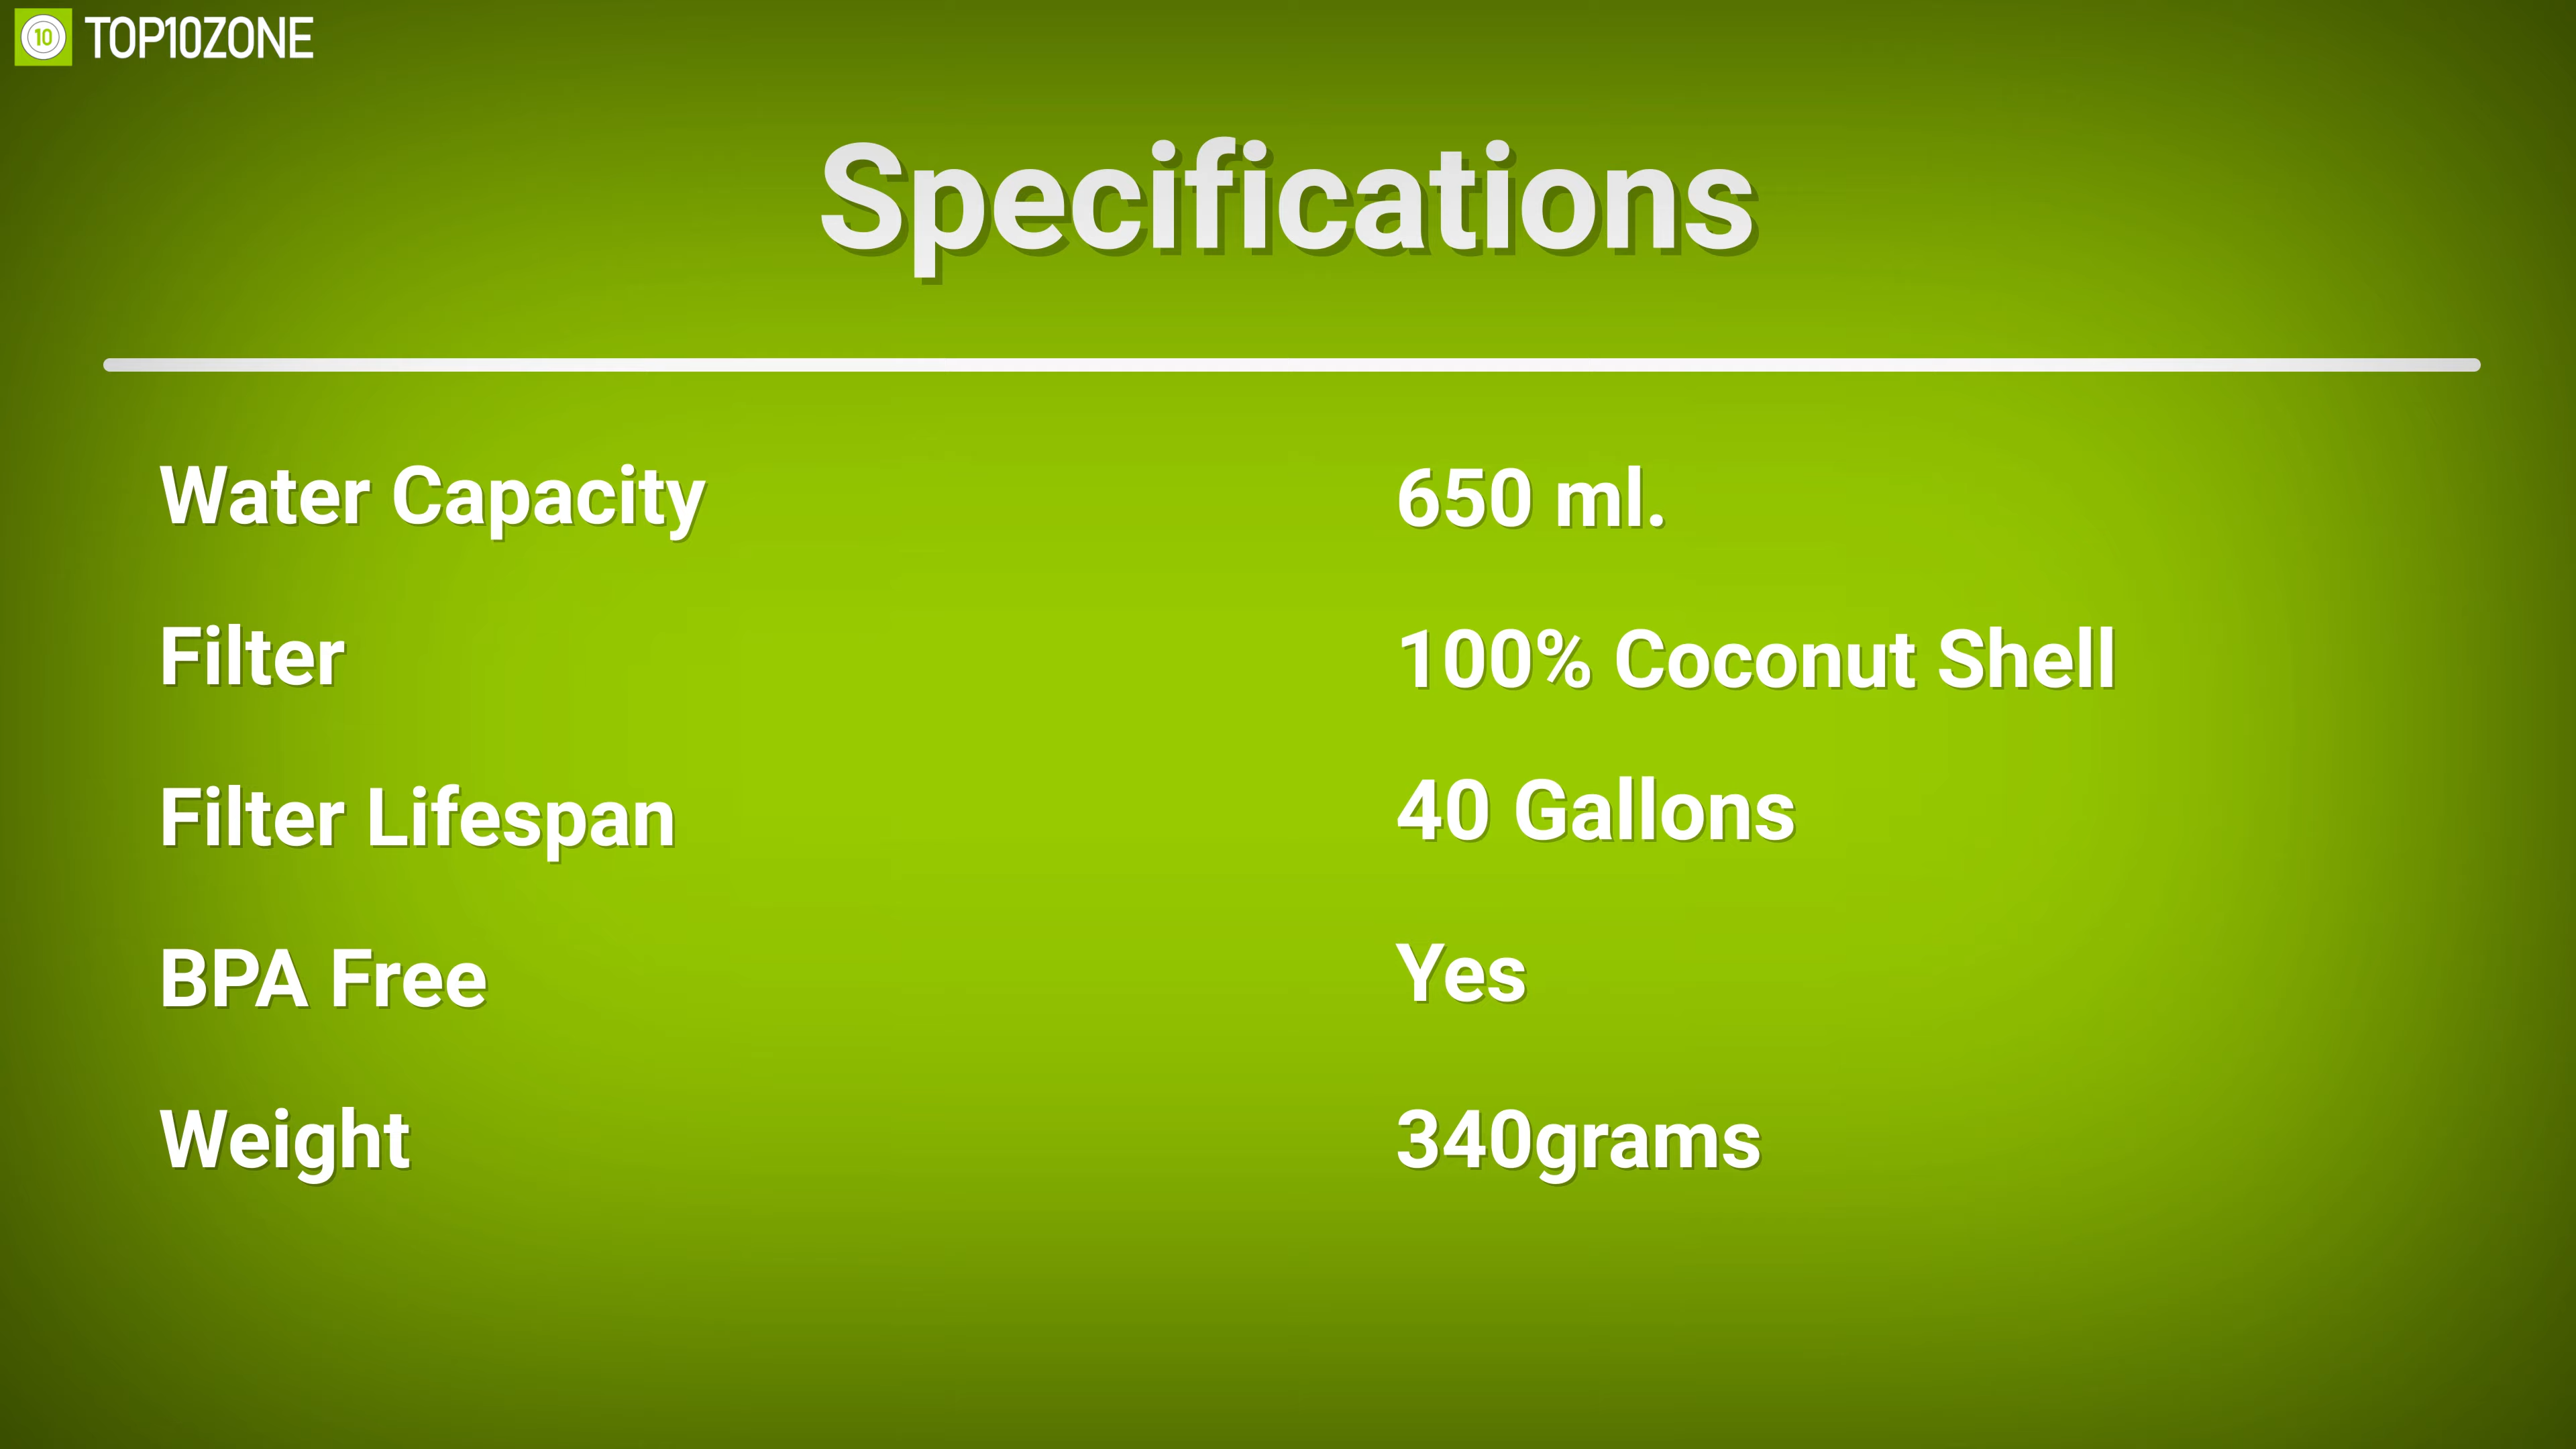 10 TOP10ZONE
Specifications
Water Capacity 650 ml.
Filter 100% Coconut Shell
Filter Lifespan 40 Gallons
BPA Free Yes
Weight 340grams